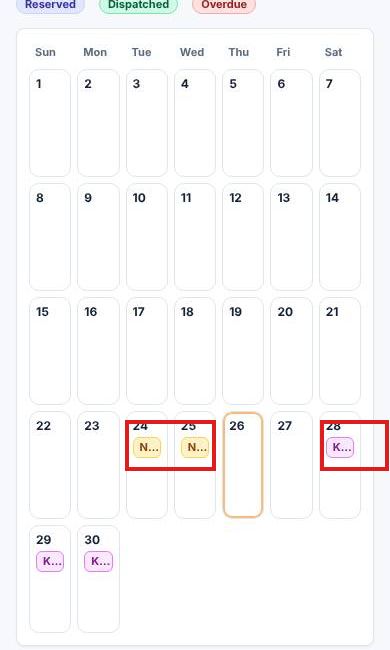 Reserved Dispatched Overdue
Sun Mon Tue Wed Thu Fri Sat
1 2 3 4 5 6 7
8 9 10 11 12 13 14
15 16 17 18 19 20 21
22 23 24 25 26 27 28
N... N... K...
29 30
K... K...